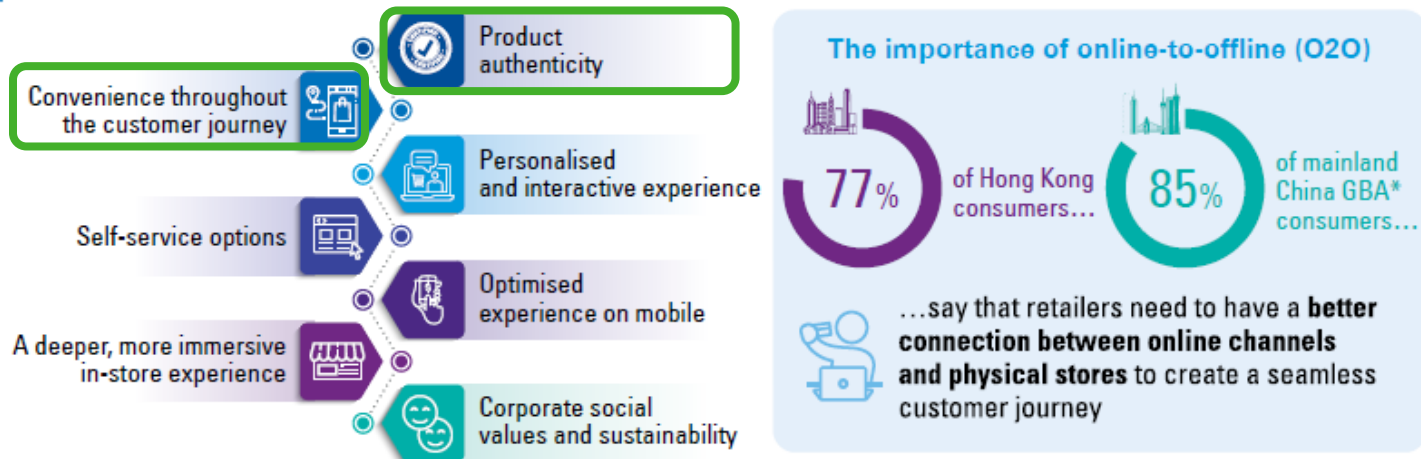 Product
authenticity
Convenience throughout
the customer journey
Personalised
and interactive experience
Self-service options
Optimised
experience on mobile
A deeper, more immersive
in-store experience
Corporate social
values and sustainability
The importance of online-to-offline (O2O)
77%
of Hong Kong
consumers...
85%
of mainland
China GBA*
consumers...
...say that retailers need to have a better
connection between online channels
and physical stores to create a seamless
customer journey